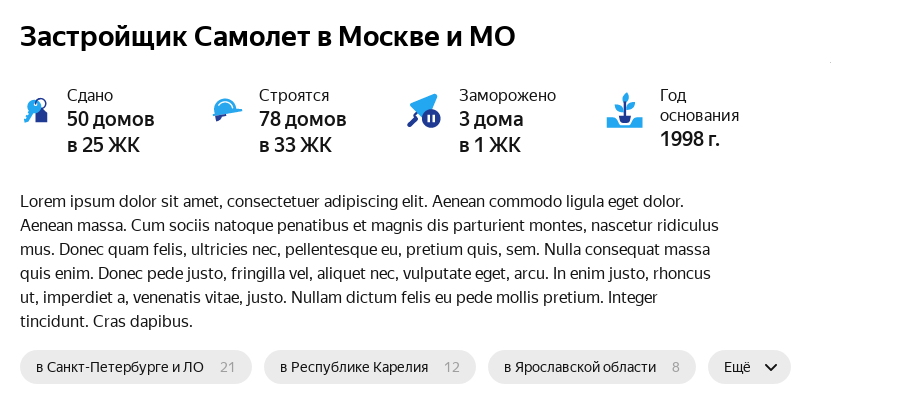 Застройщик Самолет в Москве и МО
Сдано
50 домов
в 25 ЖК
Строятся
78 домов
в 33 ЖК
Заморожено
3 дома
в 1 ЖК
Год
основания
1998 г.
Lorem ipsum dolor sit amet, consectetuer adipiscing elit. Aenean commodo ligula eget dolor.
Aenean massa. Cum sociis natoque penatibus et magnis dis parturient montes, nascetur ridiculus
mus. Donec quam felis, ultricies nec, pellentesque eu, pretium quis, sem. Nulla consequat massa
quis enim. Donec pede justo, fringilla vel, aliquet nec, vulputate eget, arcu. In enim justo, rhoncus
ut, imperdiet a, venenatis vitae, justo. Nullam dictum felis eu pede mollis pretium. Integer
tincidunt. Cras dapibus.
в Санкт-Петербурге и ЛО 21 в Республике Карелия 12 в Ярославской области 8 Ещё